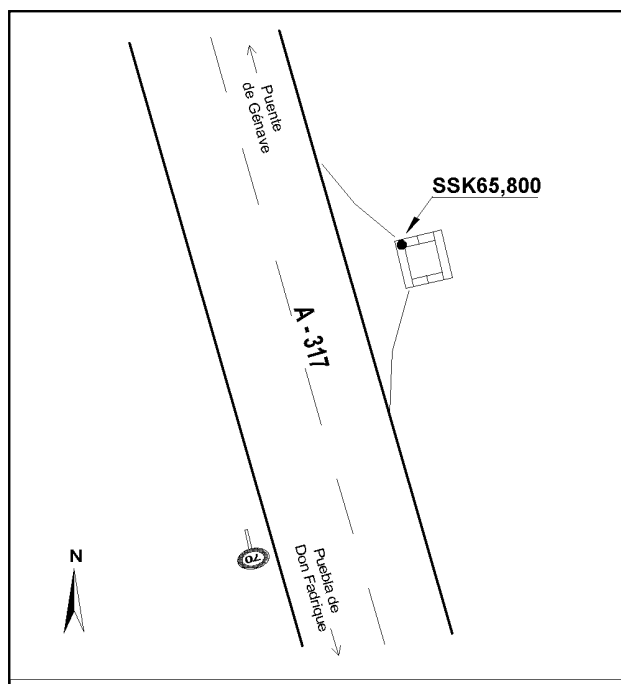 Puente
de Génave
SSK65,800
A - 317
70
N
Puebla de
Don Fadrique